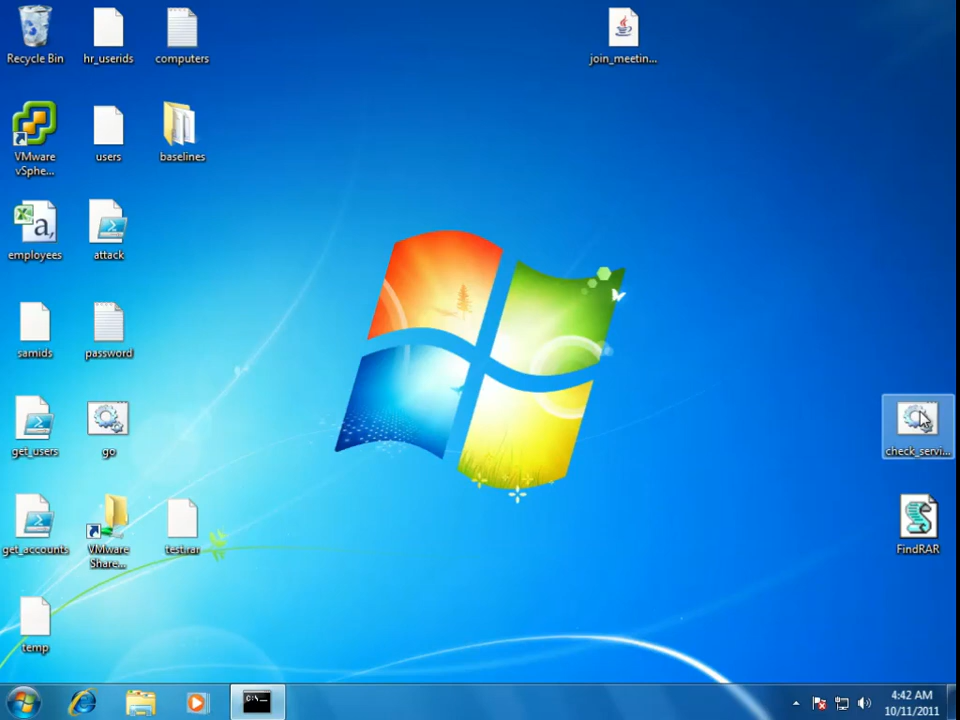 Recycle Bin
hr_userids
computers
join_meetin...
VMware
vSphe...
users
baselines
employees
attack
samids
password
get_users
go
check_servi...
get_accounts
VMware
Share...
testrar
FindRAR
temp
C:\_
4:42 AM
10/11/2011